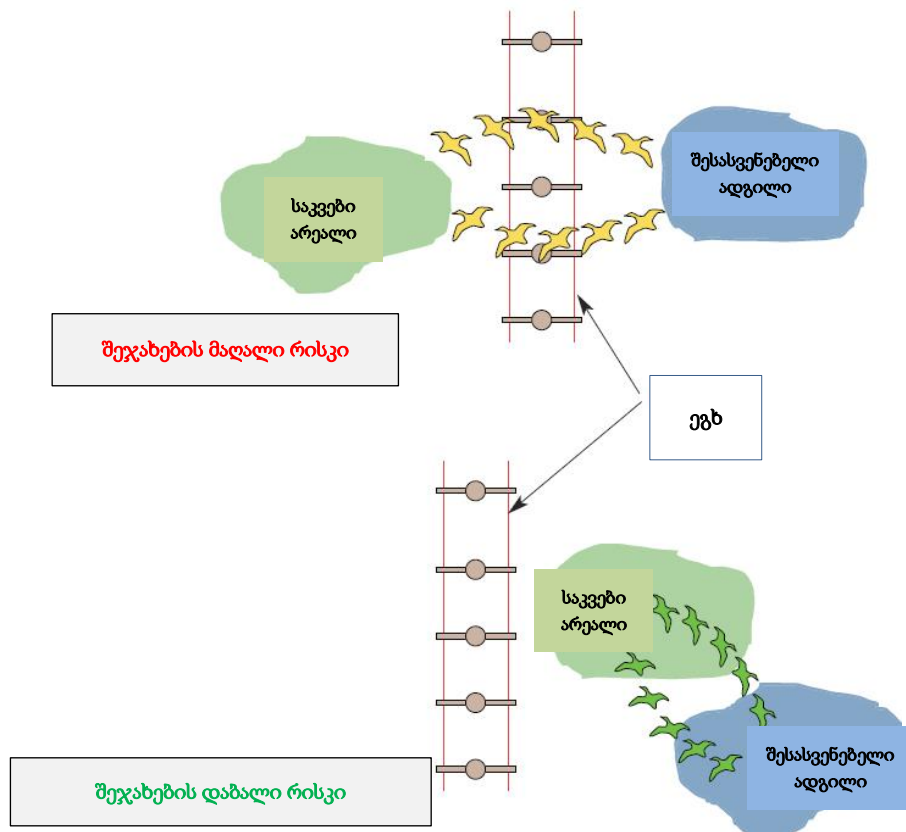 შესასვენებელი
ადგილი
საკვები
არეალი
შეჯახების მაღალი რისკი
ეგხ
საკვები
არეალი
შესასვენებელი
ადგილი
შეჯახების დაბალი რისკი